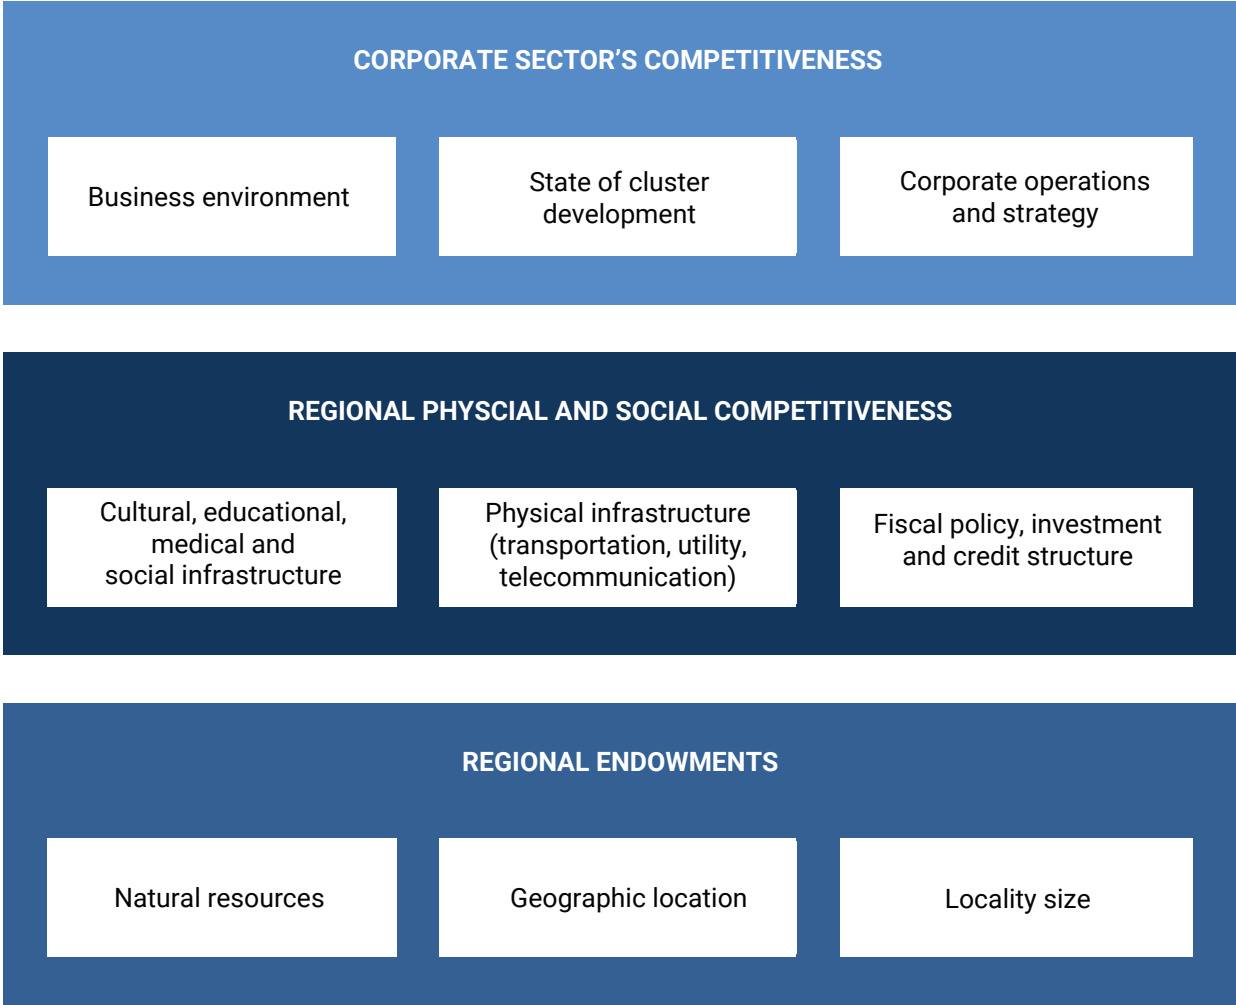 CORPORATE SECTOR’S COMPETITIVENESS
Business environment
State of cluster
development
Corporate operations
and strategy
REGIONAL PHYSCIAL AND SOCIAL COMPETITIVENESS
Cultural, educational,
medical and
social infrastructure
Physical infrastructure
(transportation, utility,
telecommunication)
Fiscal policy, investment
and credit structure
REGIONAL ENDOWMENTS
Natural resources
Geographic location
Locality size